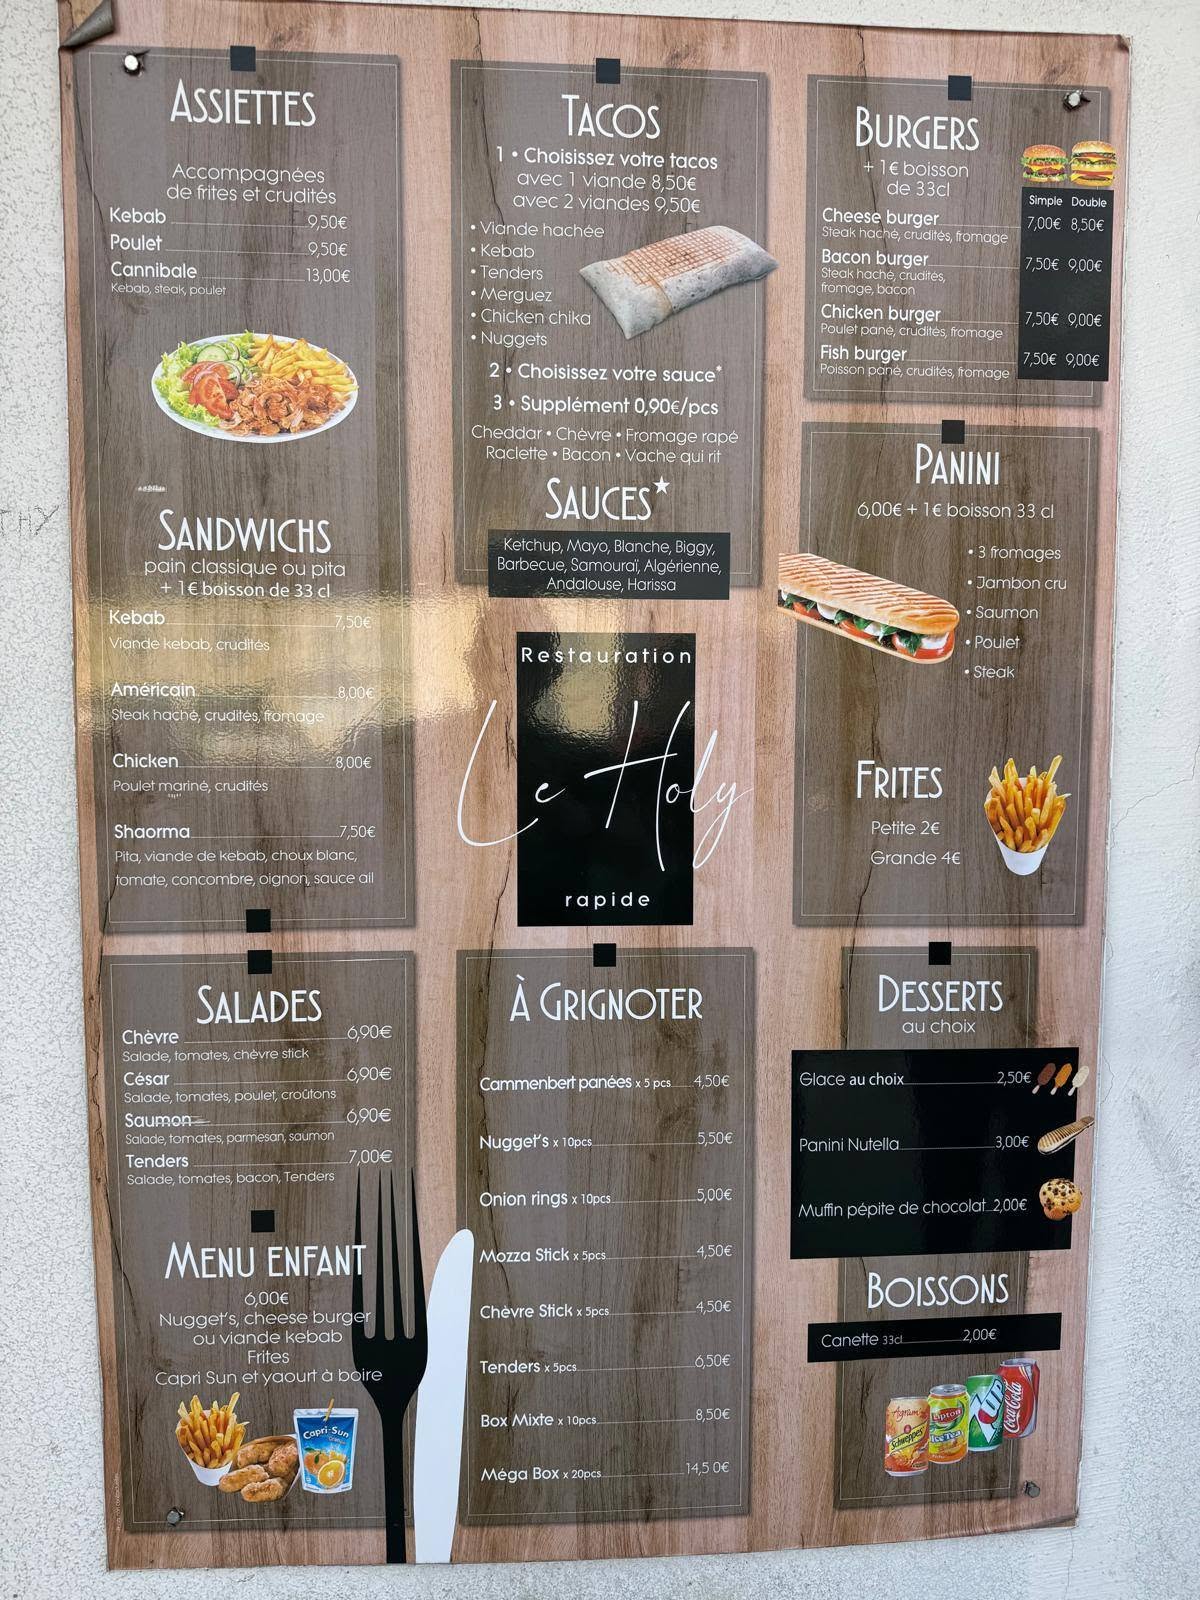 ASSIETTES
Accompagnées
de frites et crudités
Kebab 9,50€
Poulet 9,50€
Cannibale 13,00€
Kebab, steak, poulet
SANDWICHS
pain classique ou pita
+ 1€ boisson de 33 cl
Kebab 7,50€
Viande kebab, crudités
Américain 8,00€
Steak haché, crudités, fromage
Chicken 8,00€
Poulet mariné, crudités
Shaorma 7,50€
Pita, viande de kebab, choux blanc,
tomate, concombre, oignon, sauce ail
SALADES
Chèvre 6,90€
Salade, tomates, chèvre stick
César 6,90€
Salade, tomates, poulet, croûtons
Saumon 6,90€
Salade, tomates, parmesan, saumon
Tenders 7,00€
Salade, tomates, bacon, Tenders
MENU ENFANT
6,00€
Nugget's, cheese burger
ou viande kebab
Frites
Capri Sun et yaourt à boire
Capri-Sun
TACOS
1 • Choisissez votre tacos
avec 1 viande 8,50€
avec 2 viandes 9,50€
• Viande hachée
• Kebab
• Tenders
• Merguez
• Chicken chika
• Nuggets
2 • Choisissez votre sauce*
3 • Supplément 0,90€/pcs
Cheddar • Chèvre • Fromage rapé
Raclette • Bacon • Vache qui rit
SAUCES★
Ketchup, Mayo, Blanche, Biggy,
Barbecue, Samouraï, Algérienne,
Andalouse, Harissa
Restauration
Le Holy
rapide
À GRIGNOTER
Cammenbert panées x 5 pcs 4,50€
Nugget's x 10pcs 5,50€
Onion rings x 10pcs 5,00€
Mozza Stick x 5pcs 4,50€
Chèvre Stick x 5pcs 4,50€
Tenders x 5pcs 6,50€
Box Mixte x 10pcs 8,50€
Méga Box x 20pcs 14,5 0€
BURGERS
+ 1€ boisson
de 33cl
Simple Double
Cheese burger 7,00€ 8,50€
Steak haché, crudités, fromage
Bacon burger 7,50€ 9,00€
Steak haché, crudités,
fromage, bacon
Chicken burger 7,50€ 9,00€
Poulet pané, crudités, fromage
Fish burger 7,50€ 9,00€
Poisson pané, crudités, fromage
PANINI
6,00€ + 1€ boisson 33 cl
• 3 fromages
• Jambon cru
• Saumon
• Poulet
• Steak
FRITES
Petite 2€
Grande 4€
DESSERTS
au choix
Glace au choix 2,50€
Panini Nutella 3,00€
Muffin pépite de chocolat 2,00€
BOISSONS
Canette 33cl 2,00€
Agrum'
Schweppes
Lipton
Ice Tea
7UP
Coca-Cola